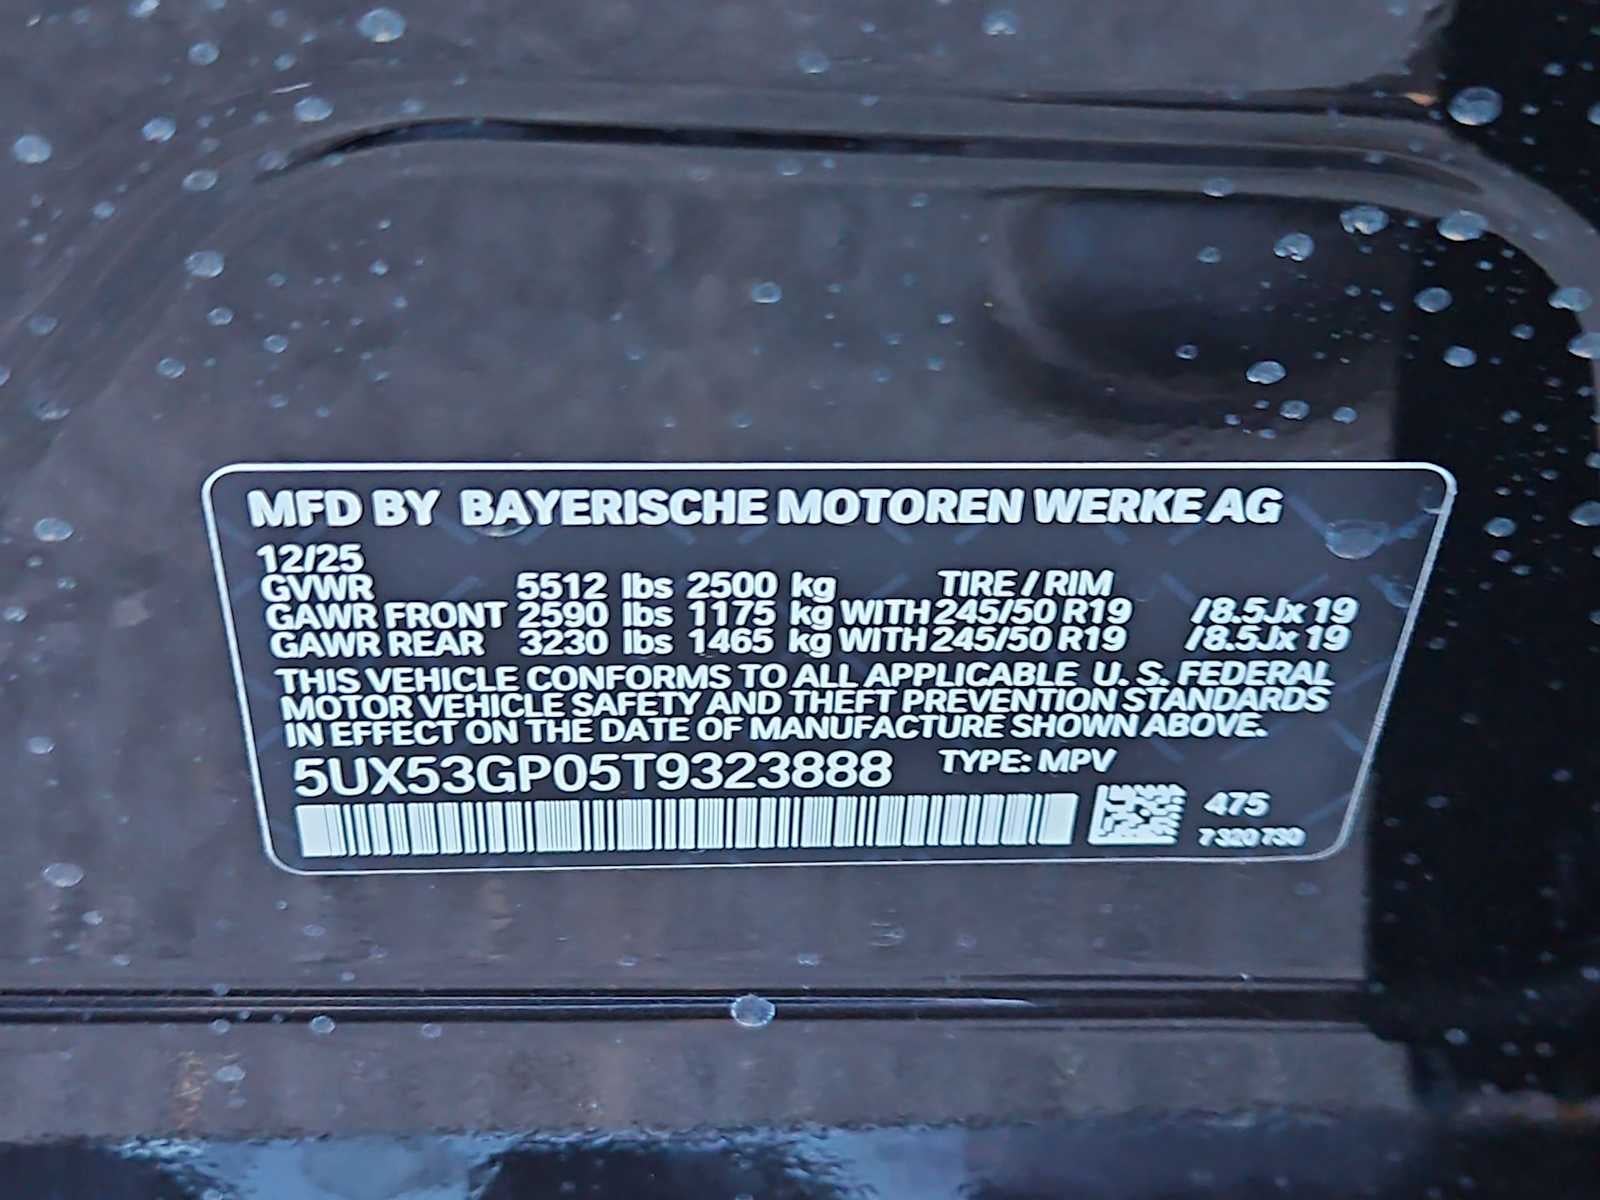 MFD BY BAYERISCHE MOTOREN WERKE AG
12/25
GVWR 5512 lbs 2500 kg TIRE / RIM
GAWR FRONT 2590 lbs 1175 kg WITH 245/50 R19 /8.5Jx 19
GAWR REAR 3230 lbs 1465 kg WITH 245/50 R19 /8.5Jx 19
THIS VEHICLE CONFORMS TO ALL APPLICABLE U. S. FEDERAL
MOTOR VEHICLE SAFETY AND THEFT PREVENTION STANDARDS
IN EFFECT ON THE DATE OF MANUFACTURE SHOWN ABOVE.
5UX53GP05T9323888 TYPE: MPV
475
7 320 730